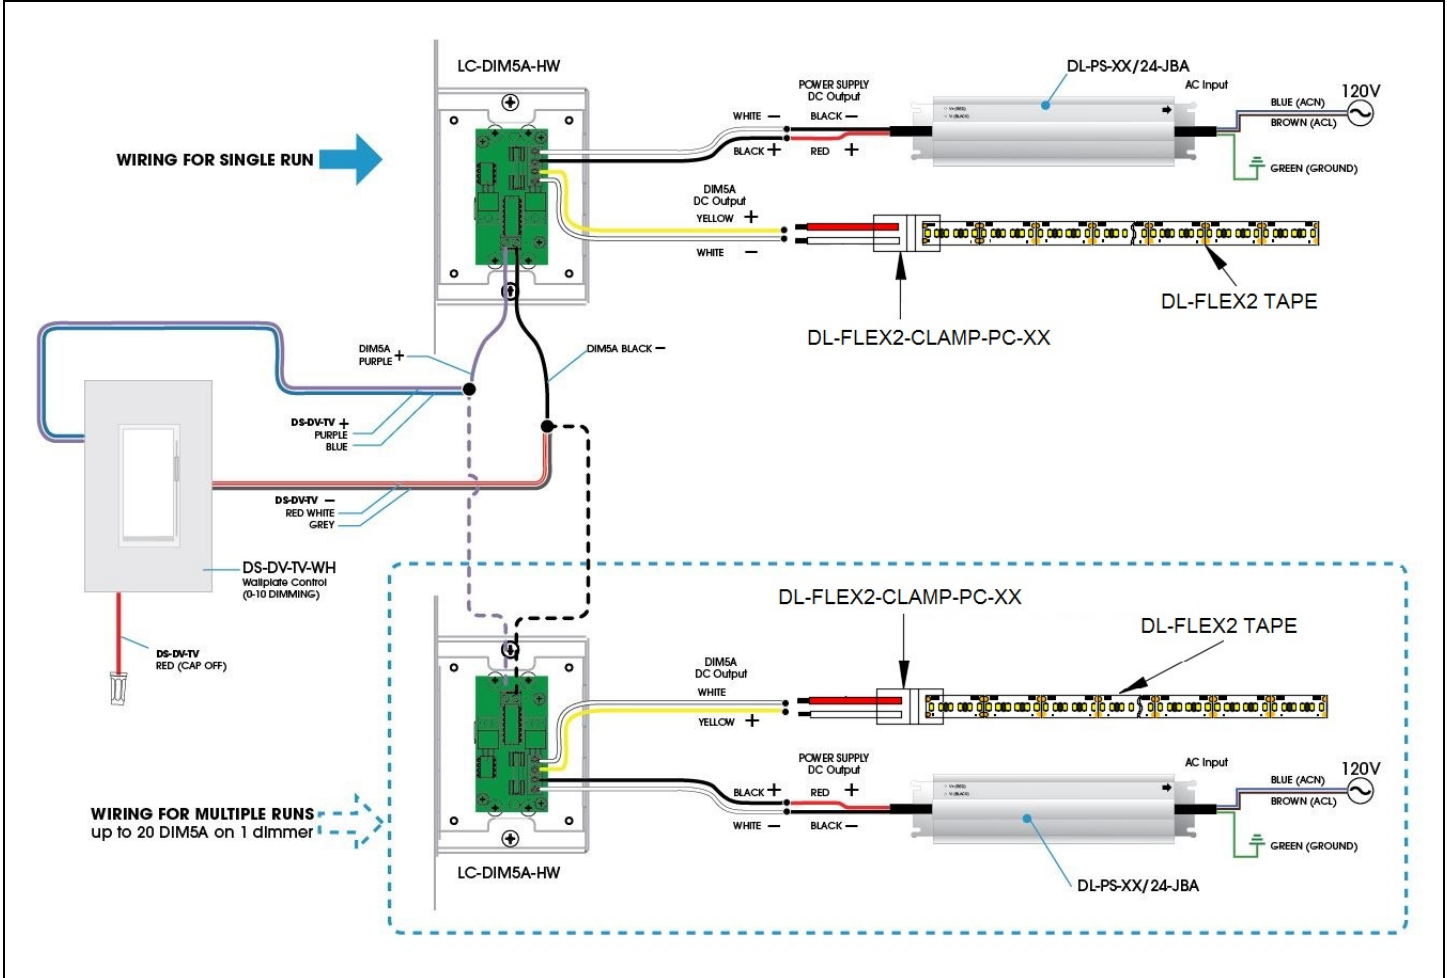 LC-DIM5A-HW
DL-PS-XX/24-JBA
AC Input
120V
POWER SUPPLY
DC Output
WHITE −
BLACK −
BLUE (ACN)
BROWN (ACL)
BLACK +
RED +
GREEN (GROUND)
V+ (RED)
V- (BLACK)
WIRING FOR SINGLE RUN
DIM5A
DC Output
YELLOW +
WHITE −
DL-FLEX2 TAPE
DL-FLEX2-CLAMP-PC-XX
DIM5A
PURPLE +
DIM5A BLACK −
DS-DV-TV +
PURPLE
BLUE
DS-DV-TV −
RED WHITE
GREY
DS-DV-TV-WH
Wallplate Control
(0-10 DIMMING)
DS-DV-TV
RED (CAP OFF)
DL-FLEX2-CLAMP-PC-XX
DL-FLEX2 TAPE
DIM5A
DC Output
WHITE
YELLOW +
POWER SUPPLY
DC Output
AC Input
120V
BLACK +
RED +
WHITE −
BLACK −
BLUE (ACN)
BROWN (ACL)
GREEN (GROUND)
V+ (RED)
V- (BLACK)
WIRING FOR MULTIPLE RUNS
up to 20 DIM5A on 1 dimmer
LC-DIM5A-HW
DL-PS-XX/24-JBA